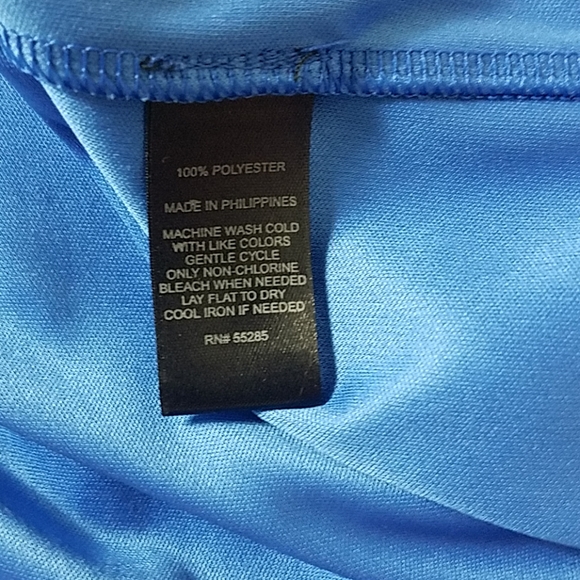 100% POLYESTER
MADE IN PHILIPPINES
MACHINE WASH COLD
WITH LIKE COLORS
GENTLE CYCLE
ONLY NON-CHLORINE
BLEACH WHEN NEEDED
LAY FLAT TO DRY
COOL IRON IF NEEDED
RN# 55285